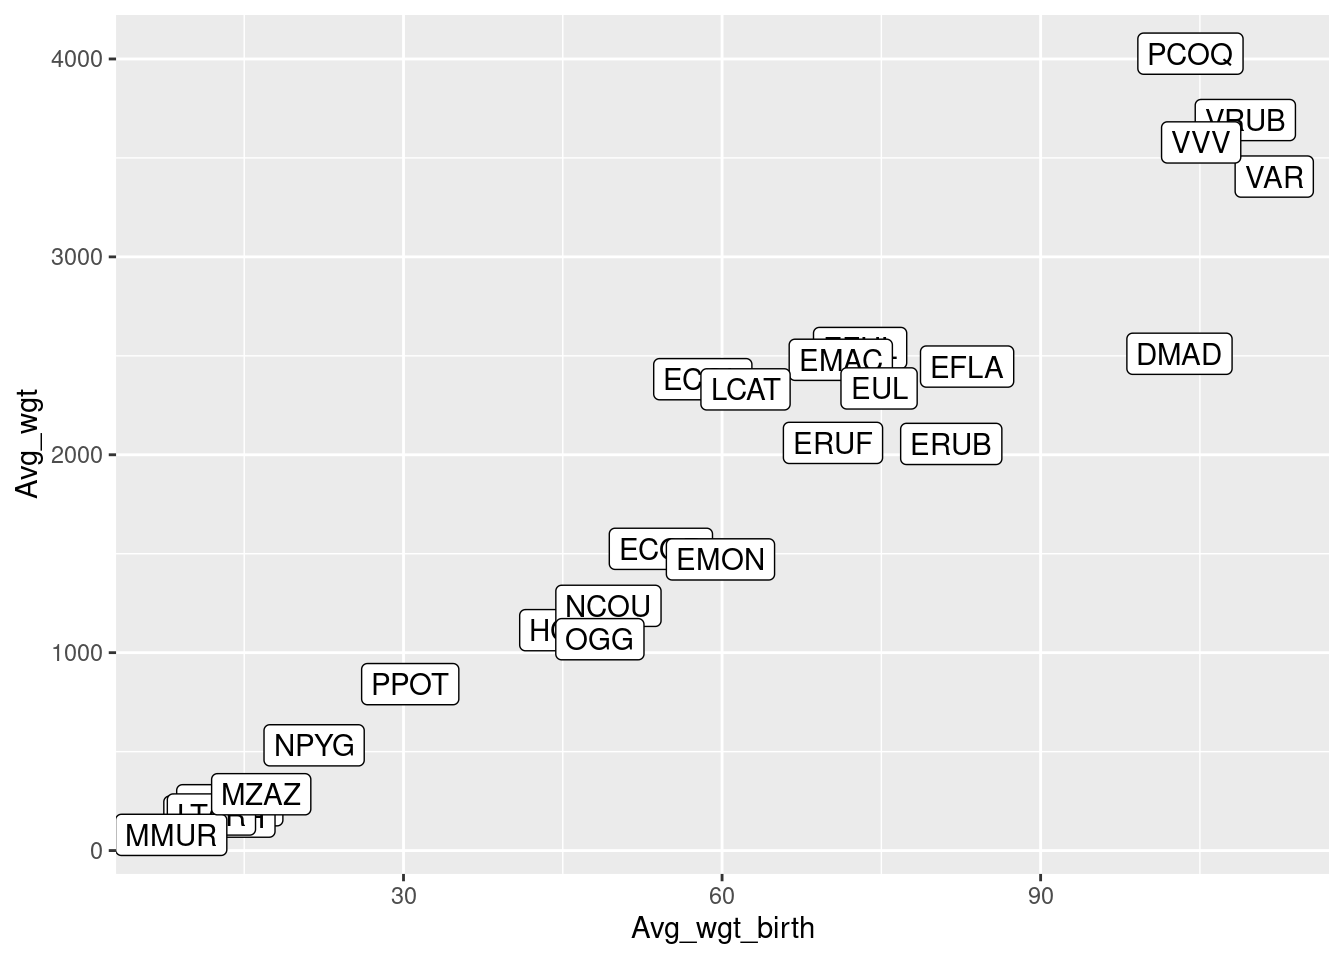 4000
3000
2000
1000
0
Avg_wgt
PCOQ
VRUB
VVV
VAR
DMAD
EMAC
EFLA
LCAT
EUL
ERUF
ERUB
EMON
NCOU
OGG
PPOT
NPYG
MZAZ
MMUR
30
60
90
Avg_wgt_birth